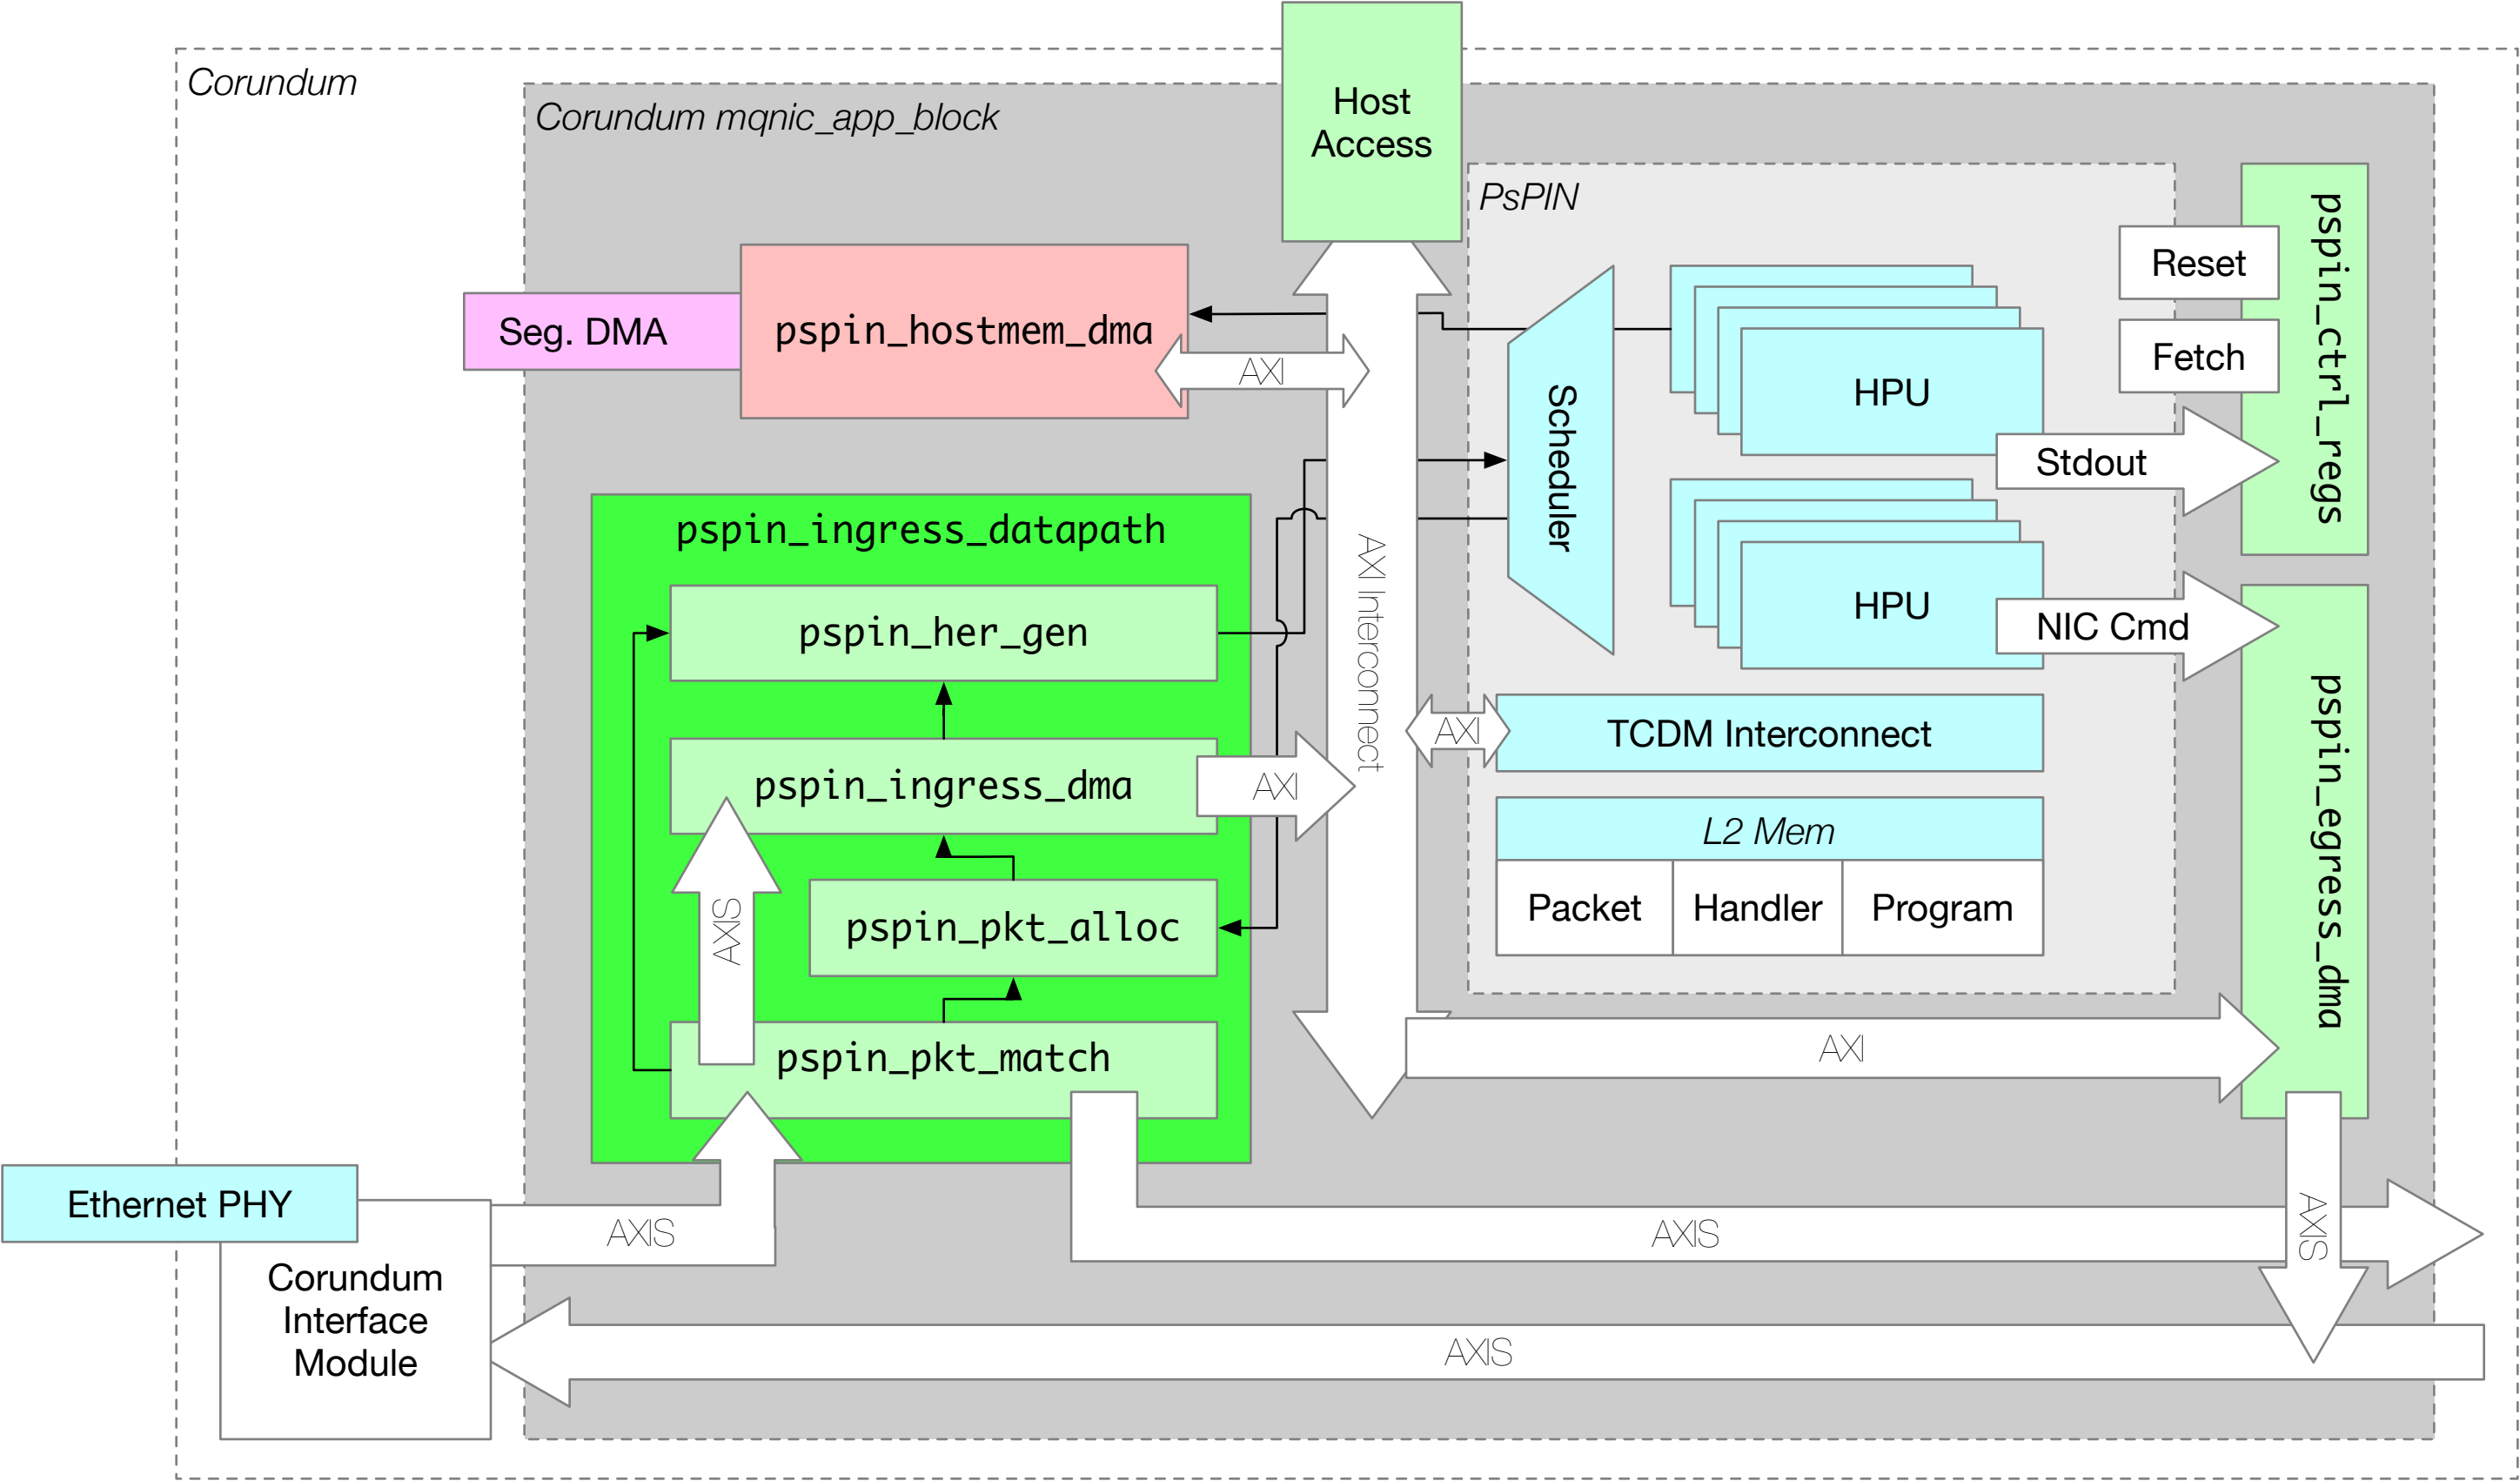 Corundum
Corundum mqnic_app_block
Host
Access
PsPIN
pspin_ctrl_regs
Reset
Fetch
Seg. DMA
pspin_hostmem_dma
AXI
Scheduler
HPU
Stdout
pspin_ingress_datapath
AXI Interconnect
HPU
NIC Cmd
pspin_her_gen
pspin_egress_dma
AXI
TCDM Interconnect
pspin_ingress_dma
AXI
L2 Mem
Packet
Handler
Program
AXIS
pspin_pkt_alloc
pspin_pkt_match
AXI
Ethernet PHY
AXIS
AXIS
AXIS
Corundum
Interface
Module
AXIS